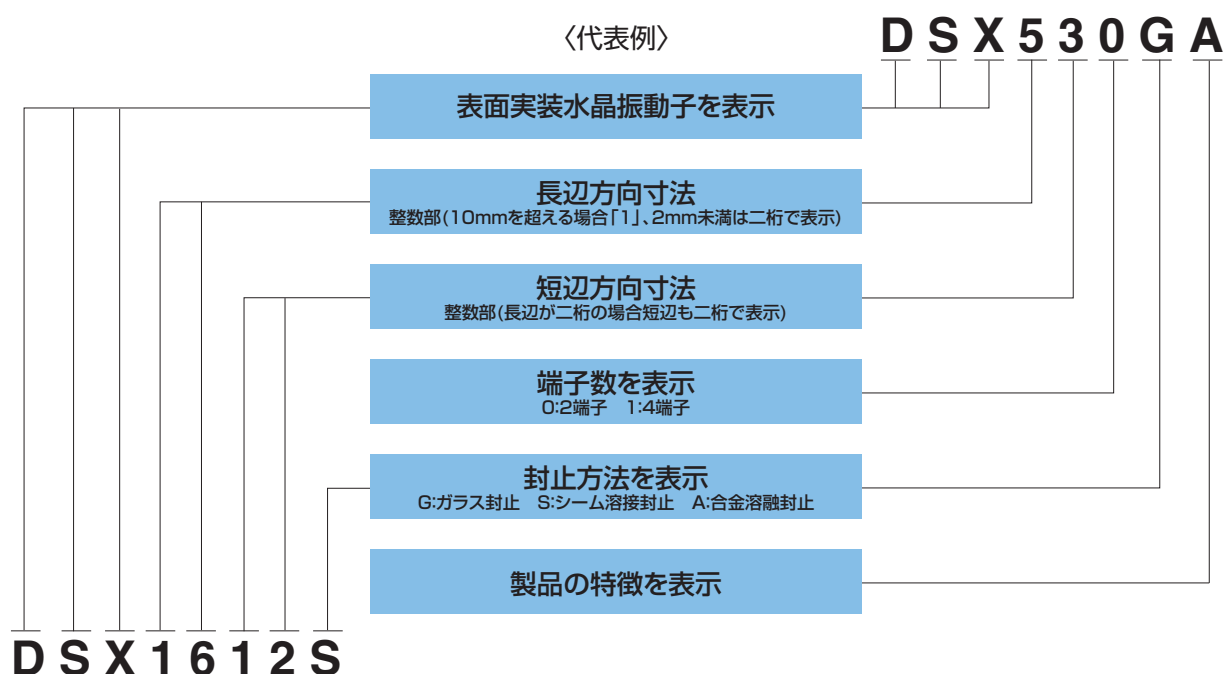 〈代表例〉
DSX530GA
表面実装水晶振動子を表示
長辺方向寸法
整数部(10mmを超える場合「1」、2mm未満は二桁で表示)
短辺方向寸法
整数部(長辺が二桁の場合短辺も二桁で表示)
端子数を表示
0:2端子　1:4端子
封止方法を表示
G:ガラス封止　S:シーム溶接封止　A:合金溶融封止
製品の特徴を表示
DSX1612S